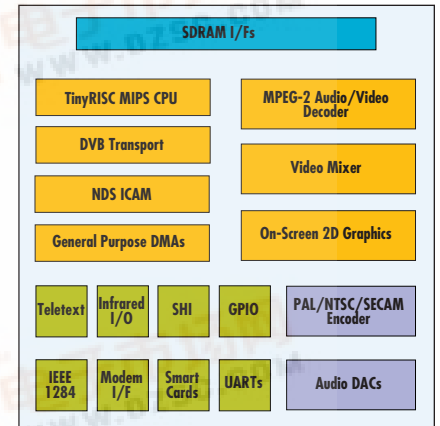 SDRAM I/Fs
TinyRISC MIPS CPU
MPEG-2 Audio/Video
Decoder
DVB Transport
Video Mixer
NDS ICAM
On-Screen 2D Graphics
General Purpose DMAs
Teletext
Infrared
I/O
SHI
GPIO
PAL/NTSC/SECAM
Encoder
IEEE
1284
Modem
I/F
Smart
Cards
UARTs
Audio DACs